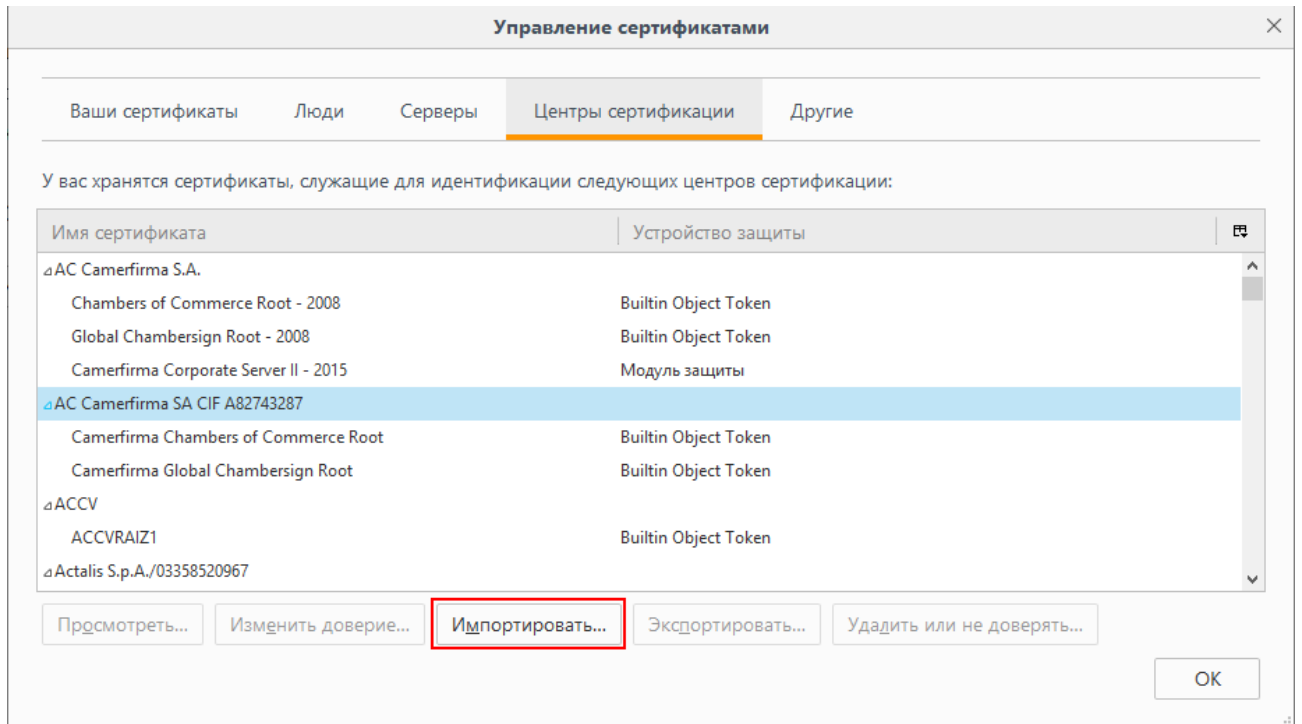 Управление сертификатами
Ваши сертификаты Люди Серверы Центры сертификации Другие
У вас хранятся сертификаты, служащие для идентификации следующих центров сертификации:
Имя сертификата Устройство защиты
AC Camerfirma S.A.
Chambers of Commerce Root - 2008 Builtin Object Token
Global Chambersign Root - 2008 Builtin Object Token
Camerfirma Corporate Server II - 2015 Модуль защиты
AC Camerfirma SA CIF A82743287
Camerfirma Chambers of Commerce Root Builtin Object Token
Camerfirma Global Chambersign Root Builtin Object Token
ACCV
ACCVRAIZ1 Builtin Object Token
Actalis S.p.A./03358520967
Просмотреть... Изменить доверие... Импортировать... Экспортировать... Удалить или не доверять...
ОК